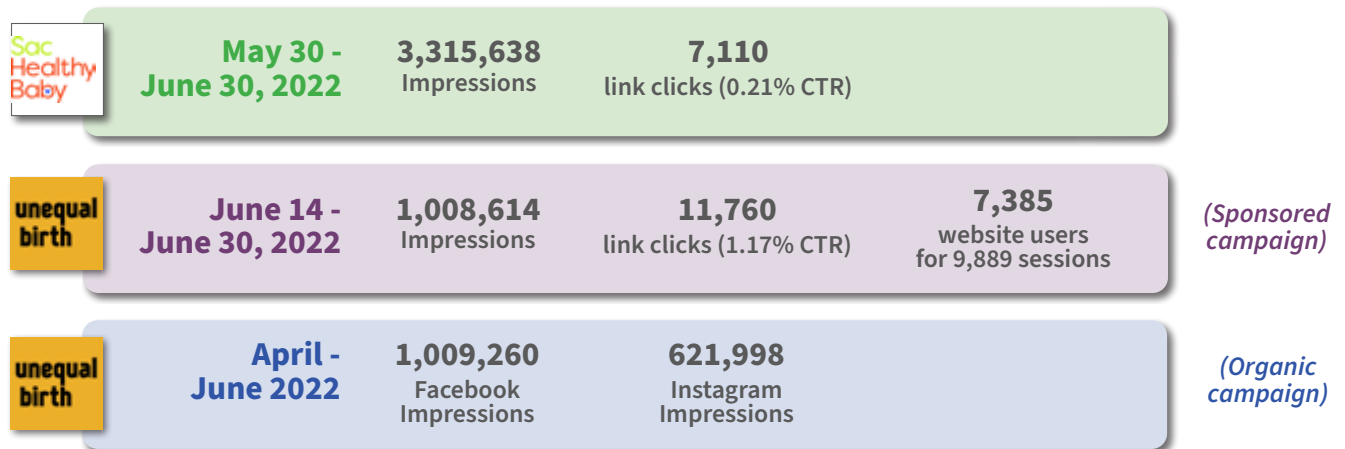 Sac
Healthy
Baby
May 30 -
June 30, 2022
3,315,638
Impressions
7,110
link clicks (0.21% CTR)
unequal
birth
June 14 -
June 30, 2022
1,008,614
Impressions
11,760
link clicks (1.17% CTR)
7,385
website users
for 9,889 sessions
(Sponsored
campaign)
unequal
birth
April -
June 2022
1,009,260
Facebook
Impressions
621,998
Instagram
Impressions
(Organic
campaign)